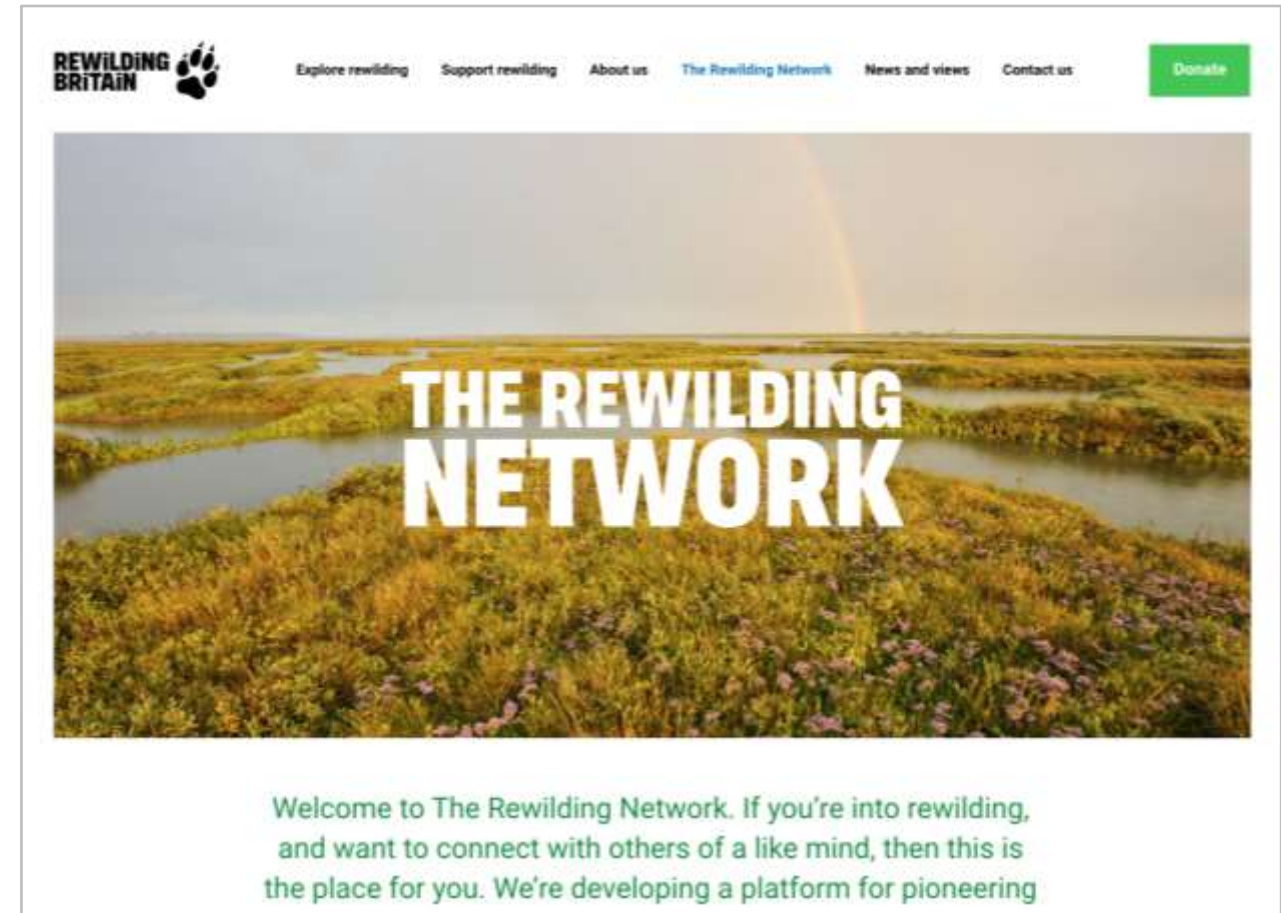 REWiLDiNG
BRiTAiN
Explore rewilding
Support rewilding
About us
The Rewilding Network
News and views
Contact us
Donate
THE REWILDING
NETWORK
Welcome to The Rewilding Network. If you're into rewilding,
and want to connect with others of a like mind, then this is
the place for you. We're developing a platform for pioneering